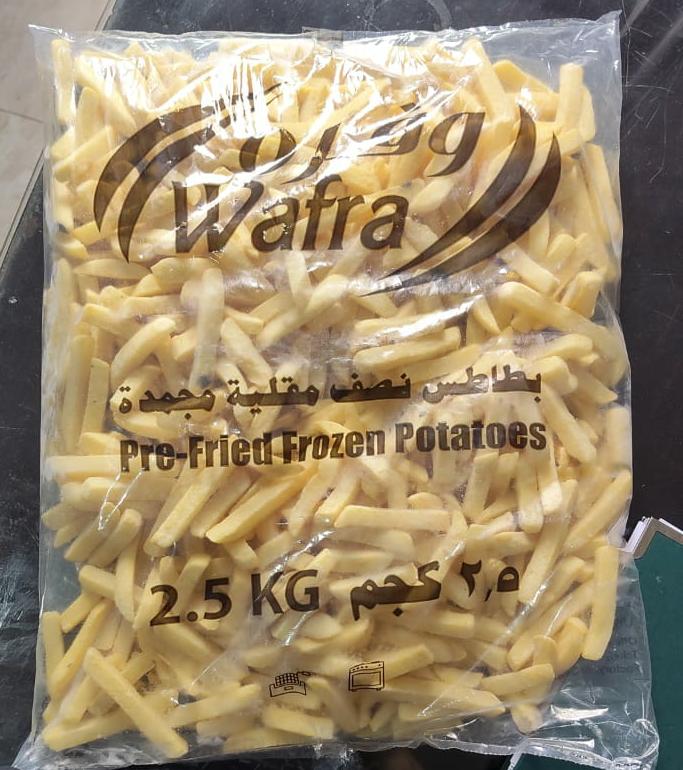 وفرة
Wafra
بطاطس نصف مقلية مجمدة
Pre-Fried Frozen Potatoes
2.5 KG ٢,٥ كجم